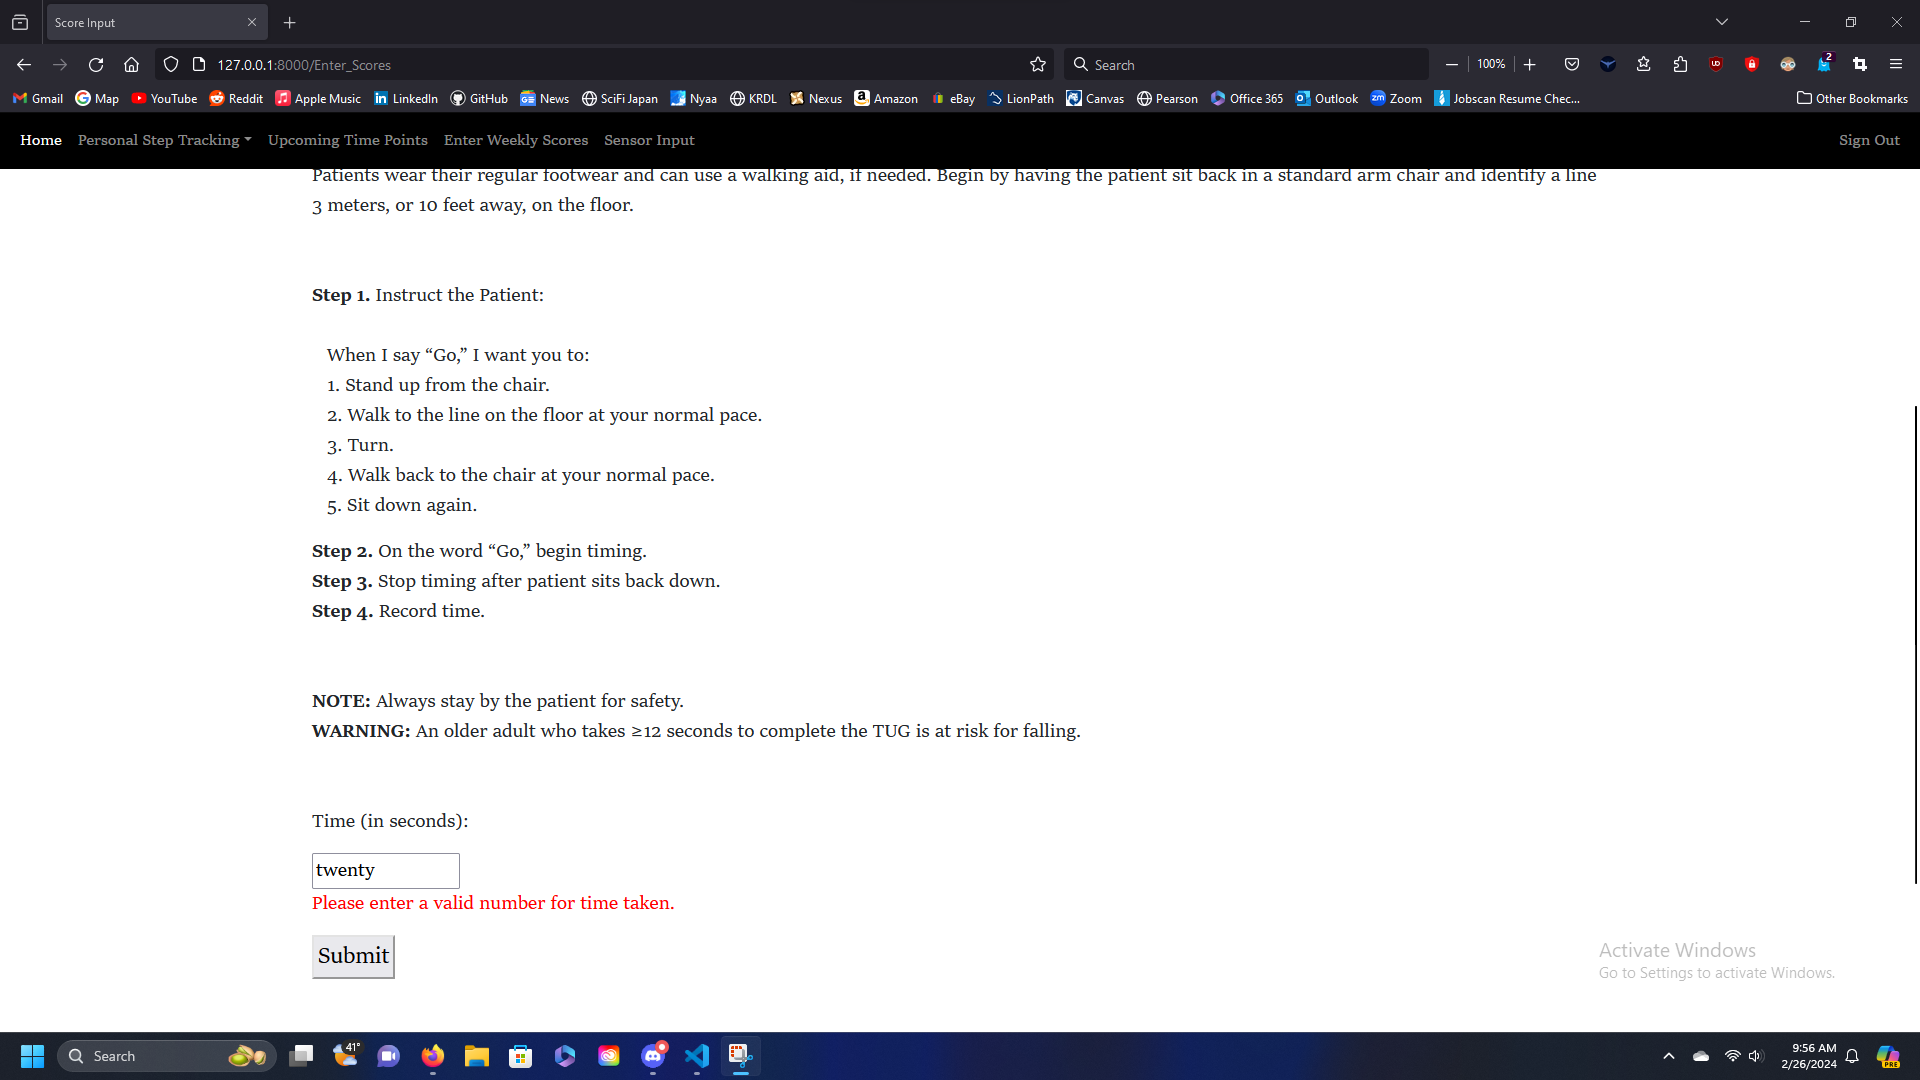 Score Input
127.0.0.1:8000/Enter_Scores
Search
100%
2
Gmail Map YouTube Reddit Apple Music LinkedIn GitHub News SciFi Japan Nyaa KRDL Nexus Amazon eBay LionPath Canvas Pearson Office 365 Outlook Zoom Jobscan Resume Chec... Other Bookmarks
Home Personal Step Tracking Upcoming Time Points Enter Weekly Scores Sensor Input Sign Out
Patients wear their regular footwear and can use a walking aid, if needed. Begin by having the patient sit back in a standard arm chair and identify a line
3 meters, or 10 feet away, on the floor.
Step 1. Instruct the Patient:
When I say “Go,” I want you to:
1. Stand up from the chair.
2. Walk to the line on the floor at your normal pace.
3. Turn.
4. Walk back to the chair at your normal pace.
5. Sit down again.
Step 2. On the word “Go,” begin timing.
Step 3. Stop timing after patient sits back down.
Step 4. Record time.
NOTE: Always stay by the patient for safety.
WARNING: An older adult who takes ≥12 seconds to complete the TUG is at risk for falling.
Time (in seconds):
twenty
Please enter a valid number for time taken.
Submit
Activate Windows
Go to Settings to activate Windows.
Search
41°
9:56 AM
2/26/2024
PRE